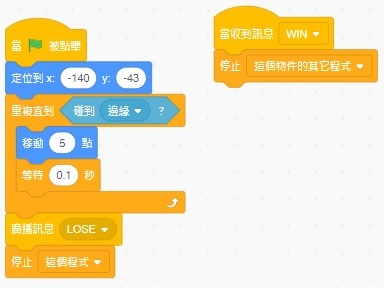 當 被點擊
定位到 x: -140 y: -43
重複直到 碰到 邊緣 ?
移動 5 點
等待 0.1 秒
廣播訊息 LOSE
停止 這個程式
當收到訊息 WIN
停止 這個物件的其它程式